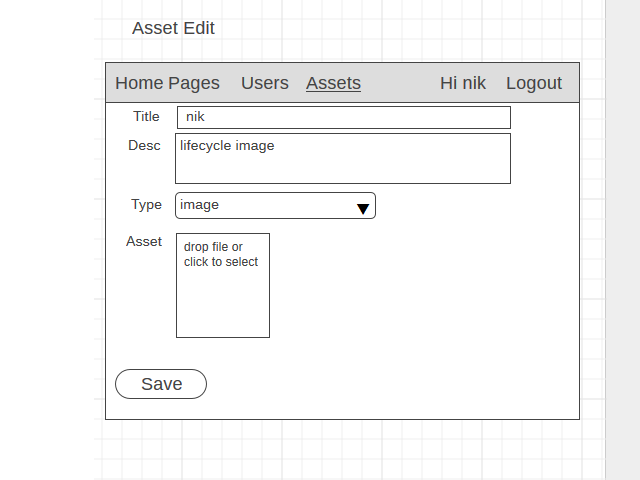 Asset Edit
Home Pages Users Assets Hi nik Logout
Title nik
Desc lifecycle image
Type image
Asset drop file or
click to select
Save